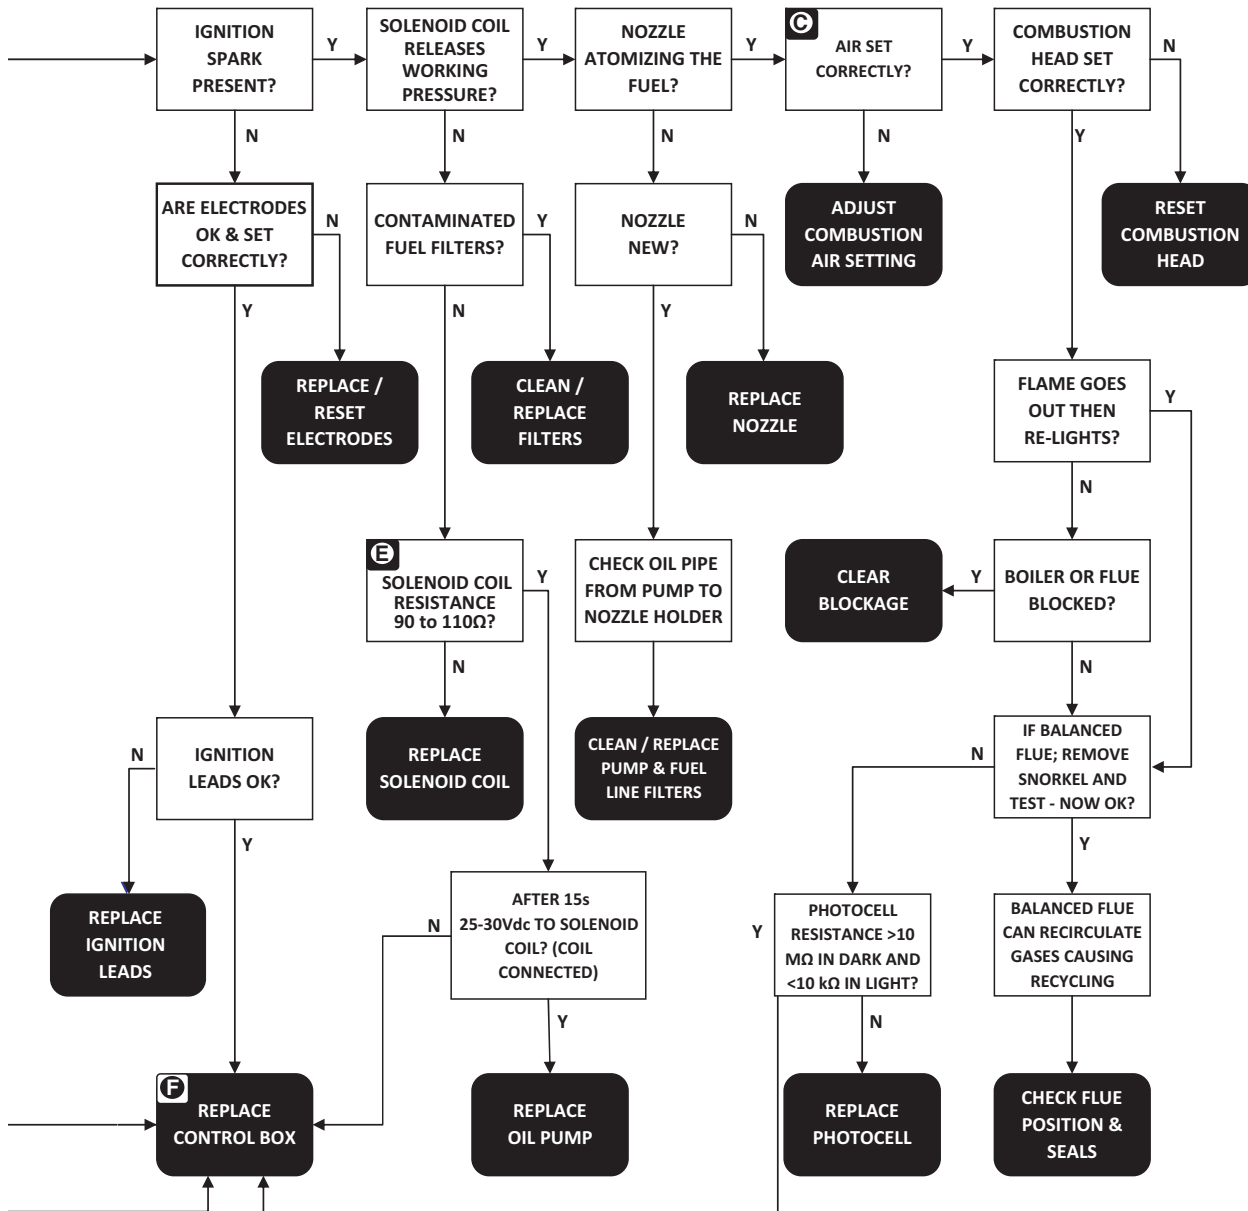 IGNITION
SPARK
PRESENT?
Y
N
SOLENOID COIL
RELEASES
WORKING
PRESSURE?
Y
N
NOZZLE
ATOMIZING THE
FUEL?
Y
N
C
AIR SET
CORRECTLY?
Y
N
COMBUSTION
HEAD SET
CORRECTLY?
N
Y
ARE ELECTRODES
OK & SET
CORRECTLY?
N
Y
CONTAMINATED
FUEL FILTERS?
Y
N
NOZZLE
NEW?
N
Y
ADJUST
COMBUSTION
AIR SETTING
RESET
COMBUSTION
HEAD
REPLACE /
RESET
ELECTRODES
CLEAN /
REPLACE
FILTERS
REPLACE
NOZZLE
FLAME GOES
OUT THEN
RE-LIGHTS?
Y
N
E
SOLENOID COIL
RESISTANCE
90 to 110Ω?
Y
N
CHECK OIL PIPE
FROM PUMP TO
NOZZLE HOLDER
CLEAR
BLOCKAGE
Y
BOILER OR FLUE
BLOCKED?
N
N
IGNITION
LEADS OK?
Y
REPLACE
SOLENOID COIL
CLEAN / REPLACE
PUMP & FUEL
LINE FILTERS
N
IF BALANCED
FLUE; REMOVE
SNORKEL AND
TEST - NOW OK?
Y
REPLACE
IGNITION
LEADS
N
AFTER 15s
25-30Vdc TO SOLENOID
COIL? (COIL
CONNECTED)
Y
Y
PHOTOCELL
RESISTANCE >10
MΩ IN DARK AND
<10 kΩ IN LIGHT?
N
BALANCED FLUE
CAN RECIRCULATE
GASES CAUSING
RECYCLING
F
REPLACE
CONTROL BOX
REPLACE
OIL PUMP
REPLACE
PHOTOCELL
CHECK FLUE
POSITION &
SEALS